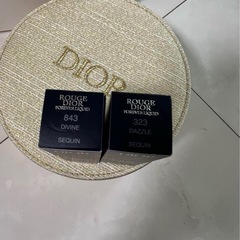 DIOR
ROUGE
DIOR
FOREVER LIQUID
843
DIVINE
SEQUIN
ROUGE
DIOR
FOREVER LIQUID
323
DAZZLE
SEQUIN